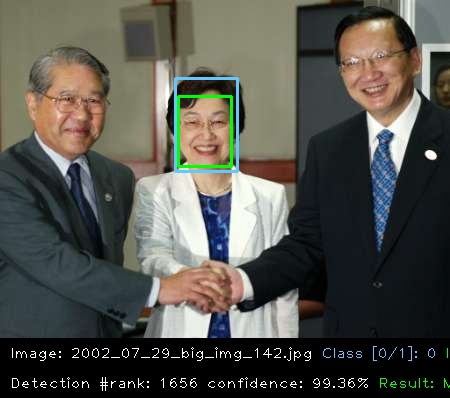 Image: 2002_07_29_big_img_142.jpg Class [0/1]: 0
Detection #rank: 1656 confidence: 99.36% Result: